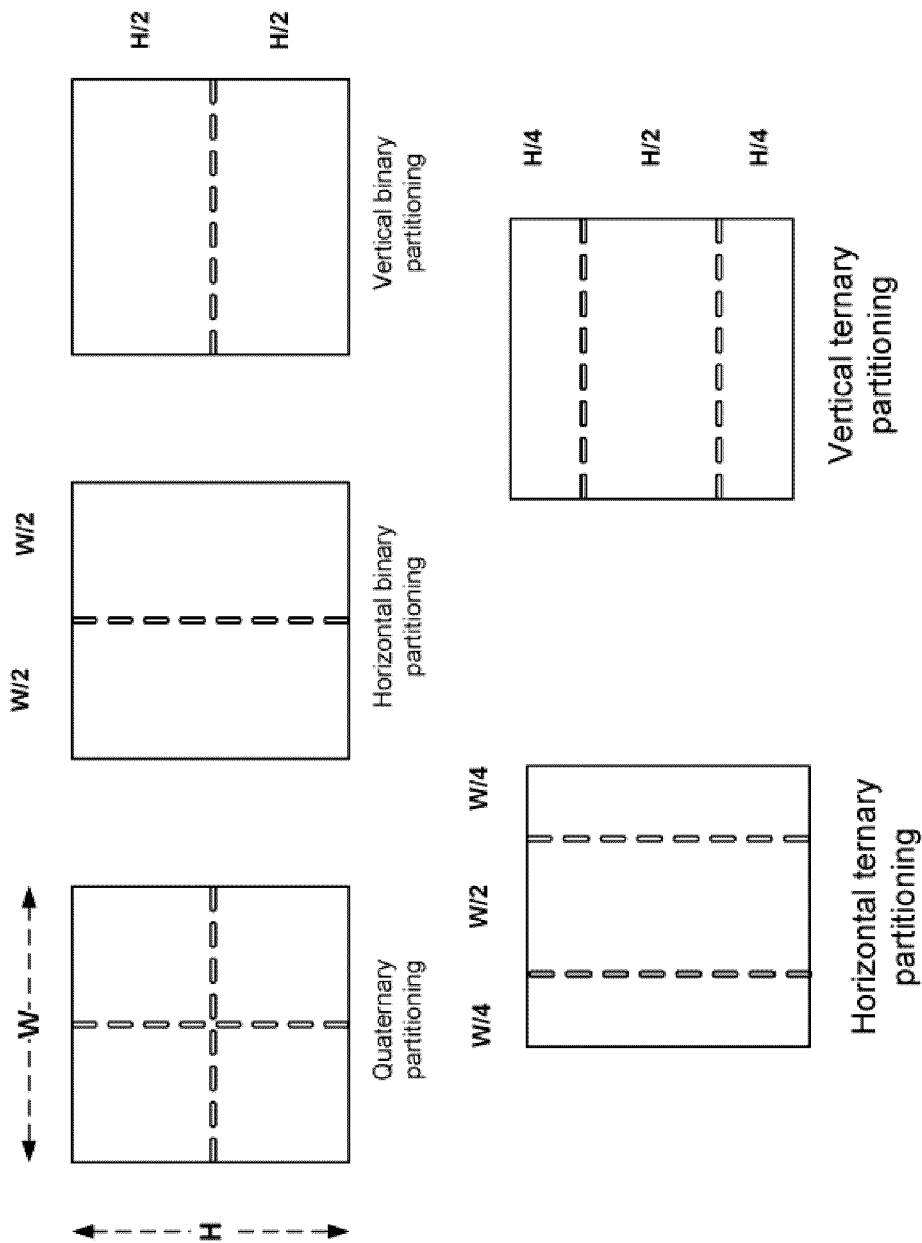 W
H
Quaternary
partitioning
W/2
W/2
Horizontal binary
partitioning
H/2
H/2
Vertical binary
partitioning
W/4
W/2
W/4
Horizontal ternary
partitioning
H/4
H/2
H/4
Vertical ternary
partitioning